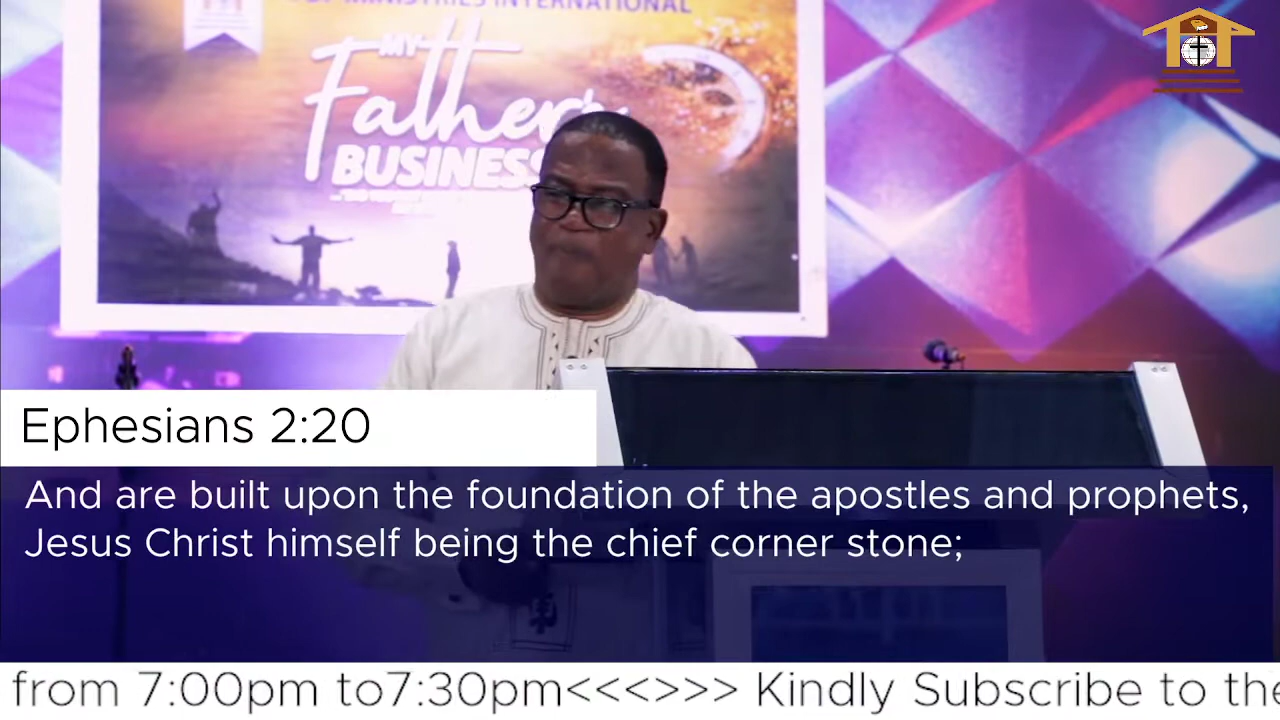 MINISTRIES INTERNATIONAL
MY
Father's
BUSINESS
Ephesians 2:20
And are built upon the foundation of the apostles and prophets,
Jesus Christ himself being the chief corner stone;
from 7:00pm to7:30pm<<<>>> Kindly Subscribe to the